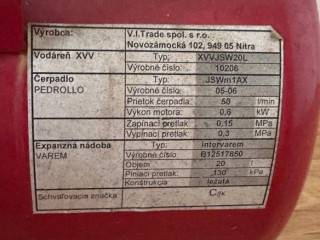 Výrobca: V.I.Trade spol. s r.o.
Novozámocká 102, 949 05 Nitra
Vodáreň XVV Typ: XVVJSW20L
Výrobné číslo: 10206
Čerpadlo Typ: JSWm1AX
PEDROLLO Výrobné číslo: 05-06
Prietok čerpadla: 50 l/min
Výkon motora: 0,6 kW
Zapínací pretlak: 0,15 MPa
Vypínací pretlak: 0,3 MPa
Expanzná nádoba Typ: Intervarem
VAREM Výrobné číslo: B12517650
Objem 20 l
Plniaci pretlak: 130 kPa
Konštrukcia ležatá
Schvaľovacia značka